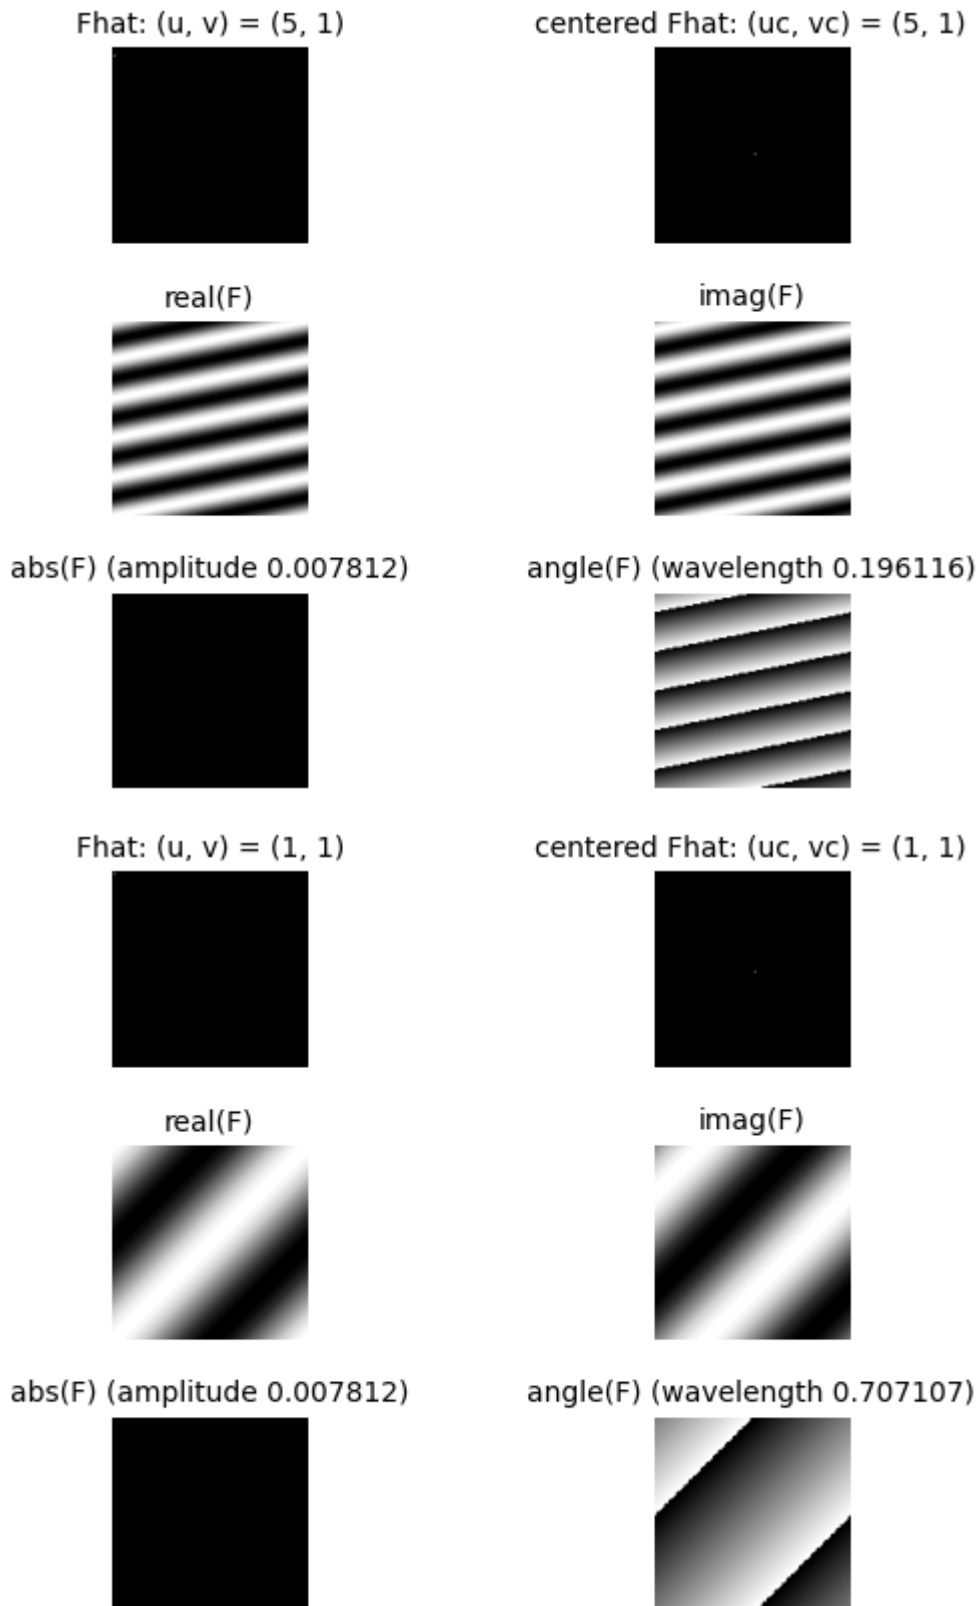 Fhat: (u, v) = (5, 1)
centered Fhat: (uc, vc) = (5, 1)
real(F)
imag(F)
abs(F) (amplitude 0.007812)
angle(F) (wavelength 0.196116)
Fhat: (u, v) = (1, 1)
centered Fhat: (uc, vc) = (1, 1)
real(F)
imag(F)
abs(F) (amplitude 0.007812)
angle(F) (wavelength 0.707107)